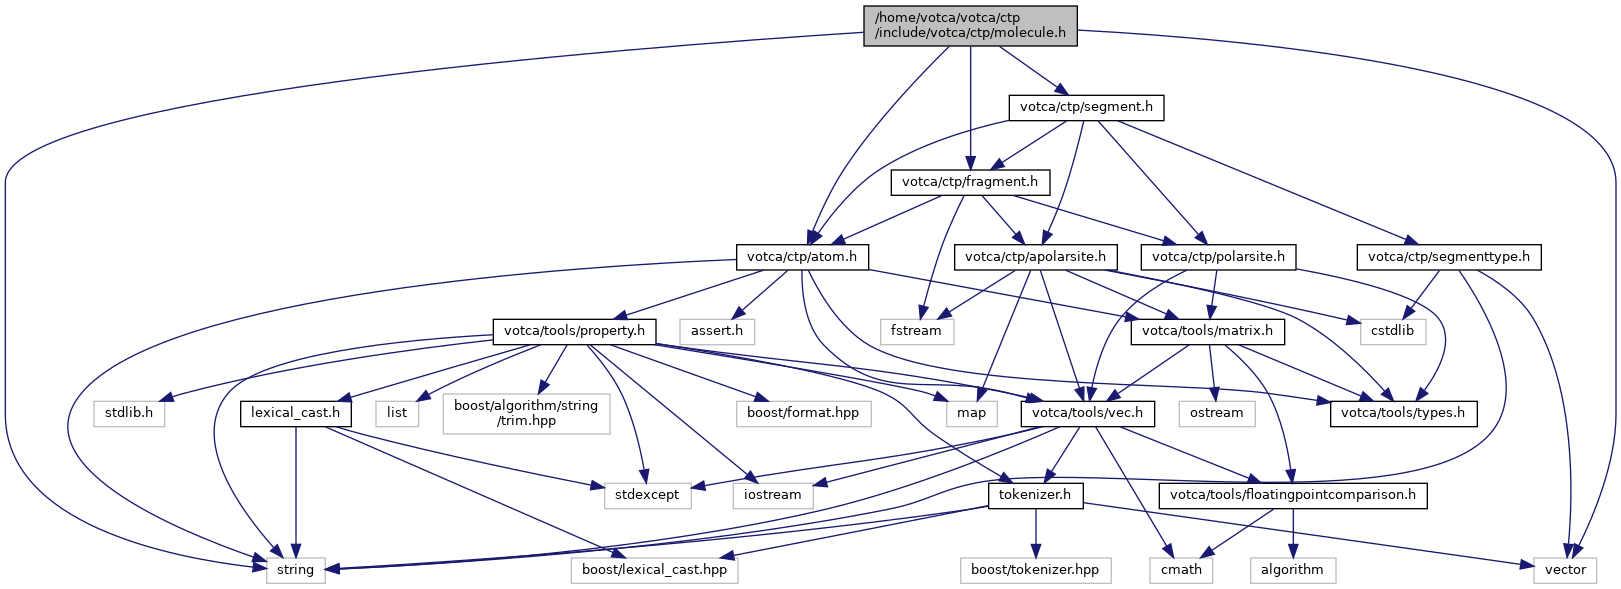 /home/votca/votca/ctp
/include/votca/ctp/molecule.h
votca/ctp/segment.h
votca/ctp/fragment.h
votca/ctp/atom.h
votca/ctp/apolarsite.h
votca/ctp/polarsite.h
votca/ctp/segmenttype.h
votca/tools/property.h
assert.h
fstream
votca/tools/matrix.h
cstdlib
stdlib.h
lexical_cast.h
list
boost/algorithm/string
/trim.hpp
boost/format.hpp
map
votca/tools/vec.h
ostream
votca/tools/types.h
stdexcept
iostream
tokenizer.h
votca/tools/floatingpointcomparison.h
string
boost/lexical_cast.hpp
boost/tokenizer.hpp
cmath
algorithm
vector